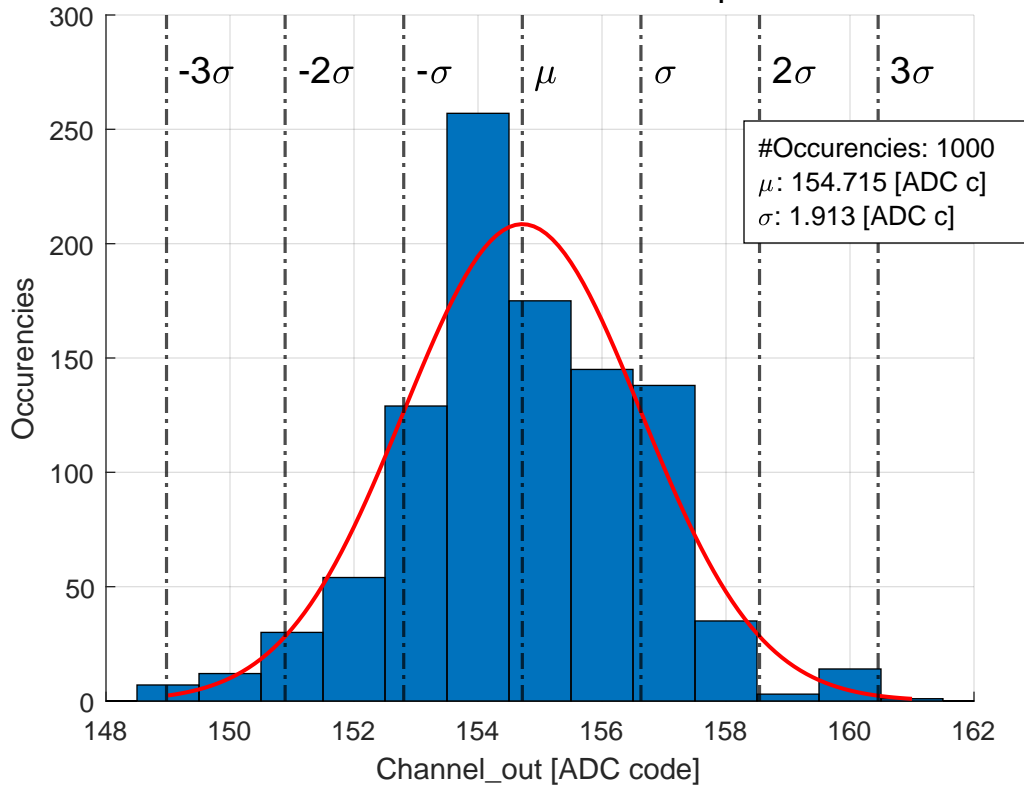 300
250
200
150
100
50
0
-3σ -2σ -σ μ σ 2σ 3σ
#Occurencies: 1000
μ: 154.715 [ADC c]
σ: 1.913 [ADC c]
Occurencies
148 150 152 154 156 158 160 162
Channel_out [ADC code]